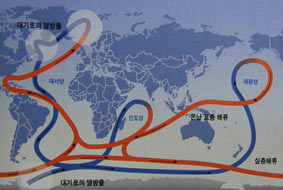 대기로의 열방출
대서양
태평양
인도양
온난 표층 해류
대기로의 열방출
심층해류